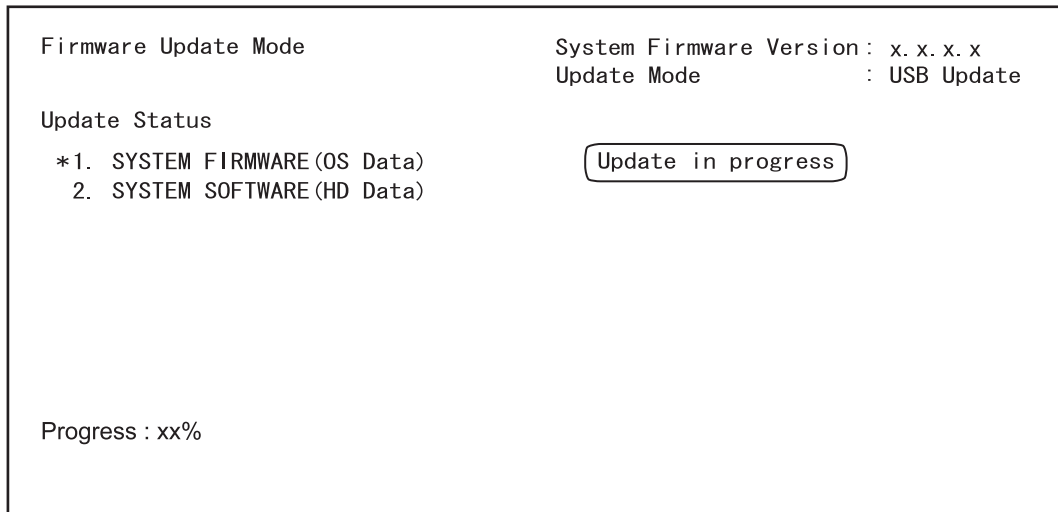 Firmware Update Mode
System Firmware Version: x.x.x.x
Update Mode : USB Update
Update Status
*1. SYSTEM FIRMWARE(OS Data) Update in progress
2. SYSTEM SOFTWARE(HD Data)
Progress : xx%